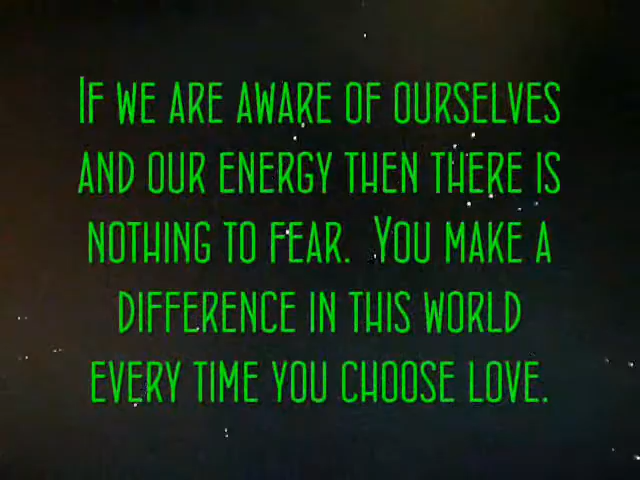 If we are aware of ourselves
and our energy then there is
nothing to fear.  You make a
difference in this world
every time you choose love.